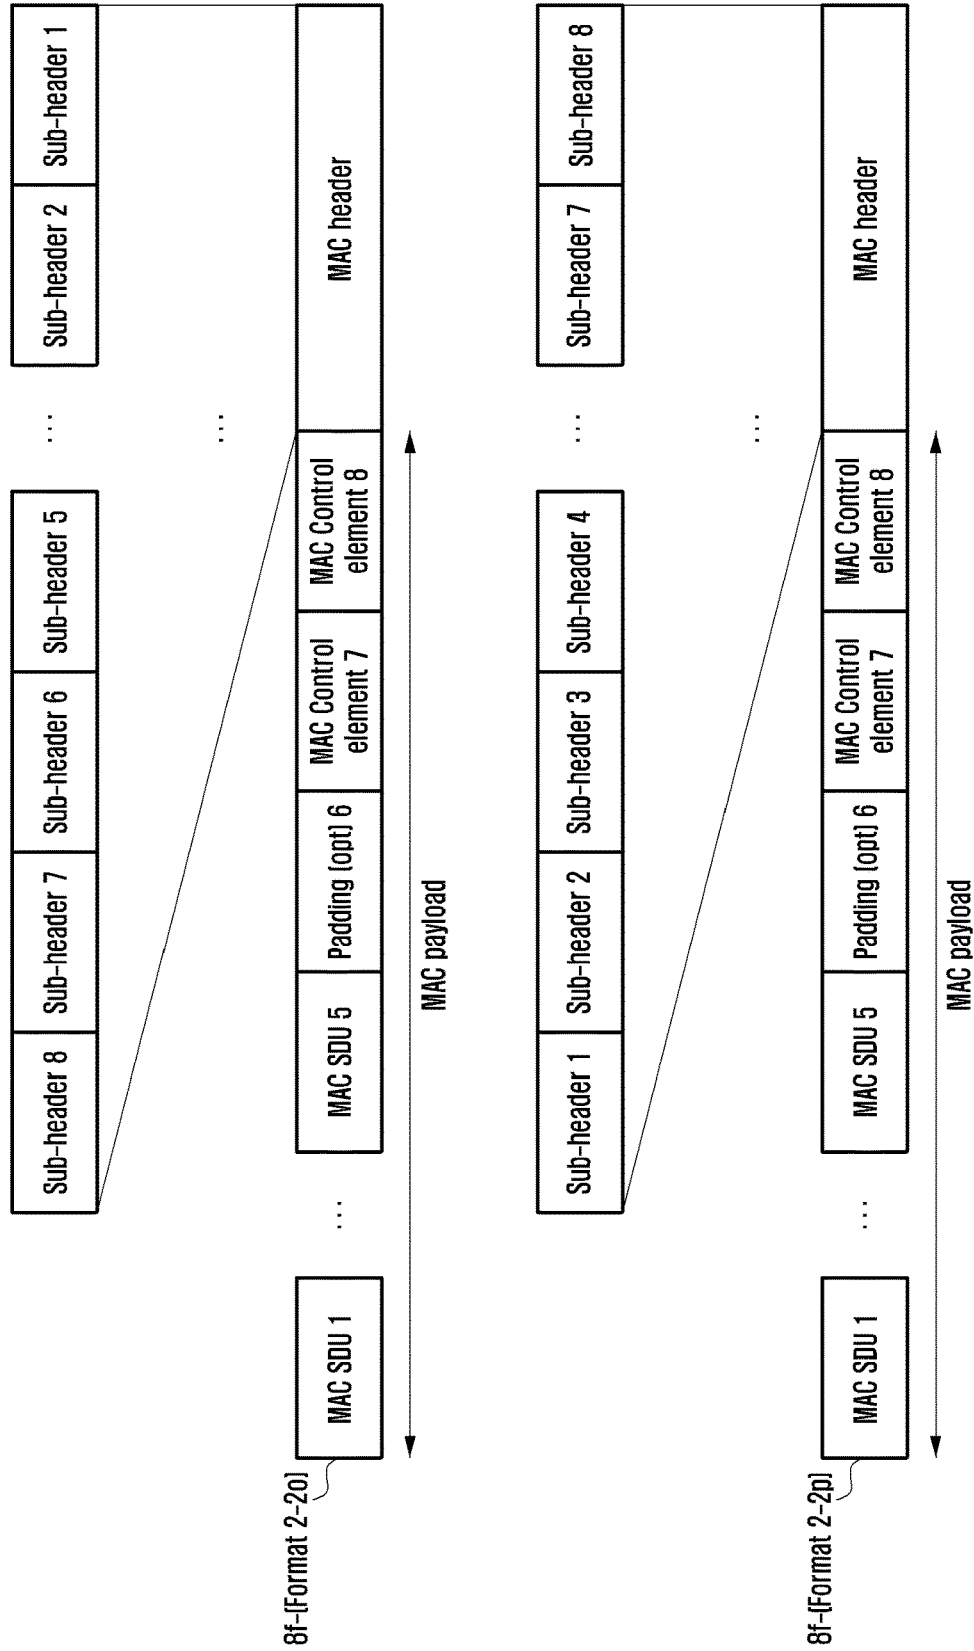 Sub-header 8
Sub-header 7
Sub-header 6
Sub-header 5
...
Sub-header 2
Sub-header 1
...
8f-(Format 2-2o)
MAC SDU 1
...
MAC SDU 5
Padding (opt) 6
MAC Control
element 7
MAC Control
element 8
MAC header
MAC payload
Sub-header 1
Sub-header 2
Sub-header 3
Sub-header 4
...
Sub-header 7
Sub-header 8
...
8f-(Format 2-2p)
MAC SDU 1
...
MAC SDU 5
Padding (opt) 6
MAC Control
element 7
MAC Control
element 8
MAC header
MAC payload